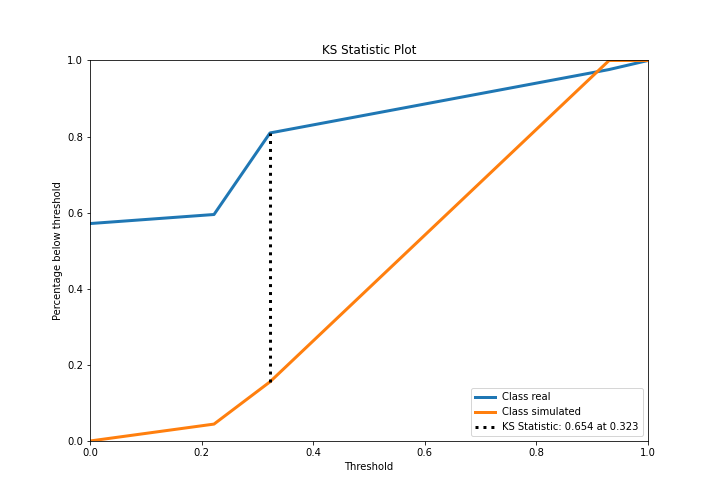 KS Statistic Plot
1.0
0.8
0.6
0.4
0.2
0.0
Percentage below threshold
0.0 0.2 0.4 0.6 0.8 1.0
Threshold
Class real
Class simulated
KS Statistic: 0.654 at 0.323